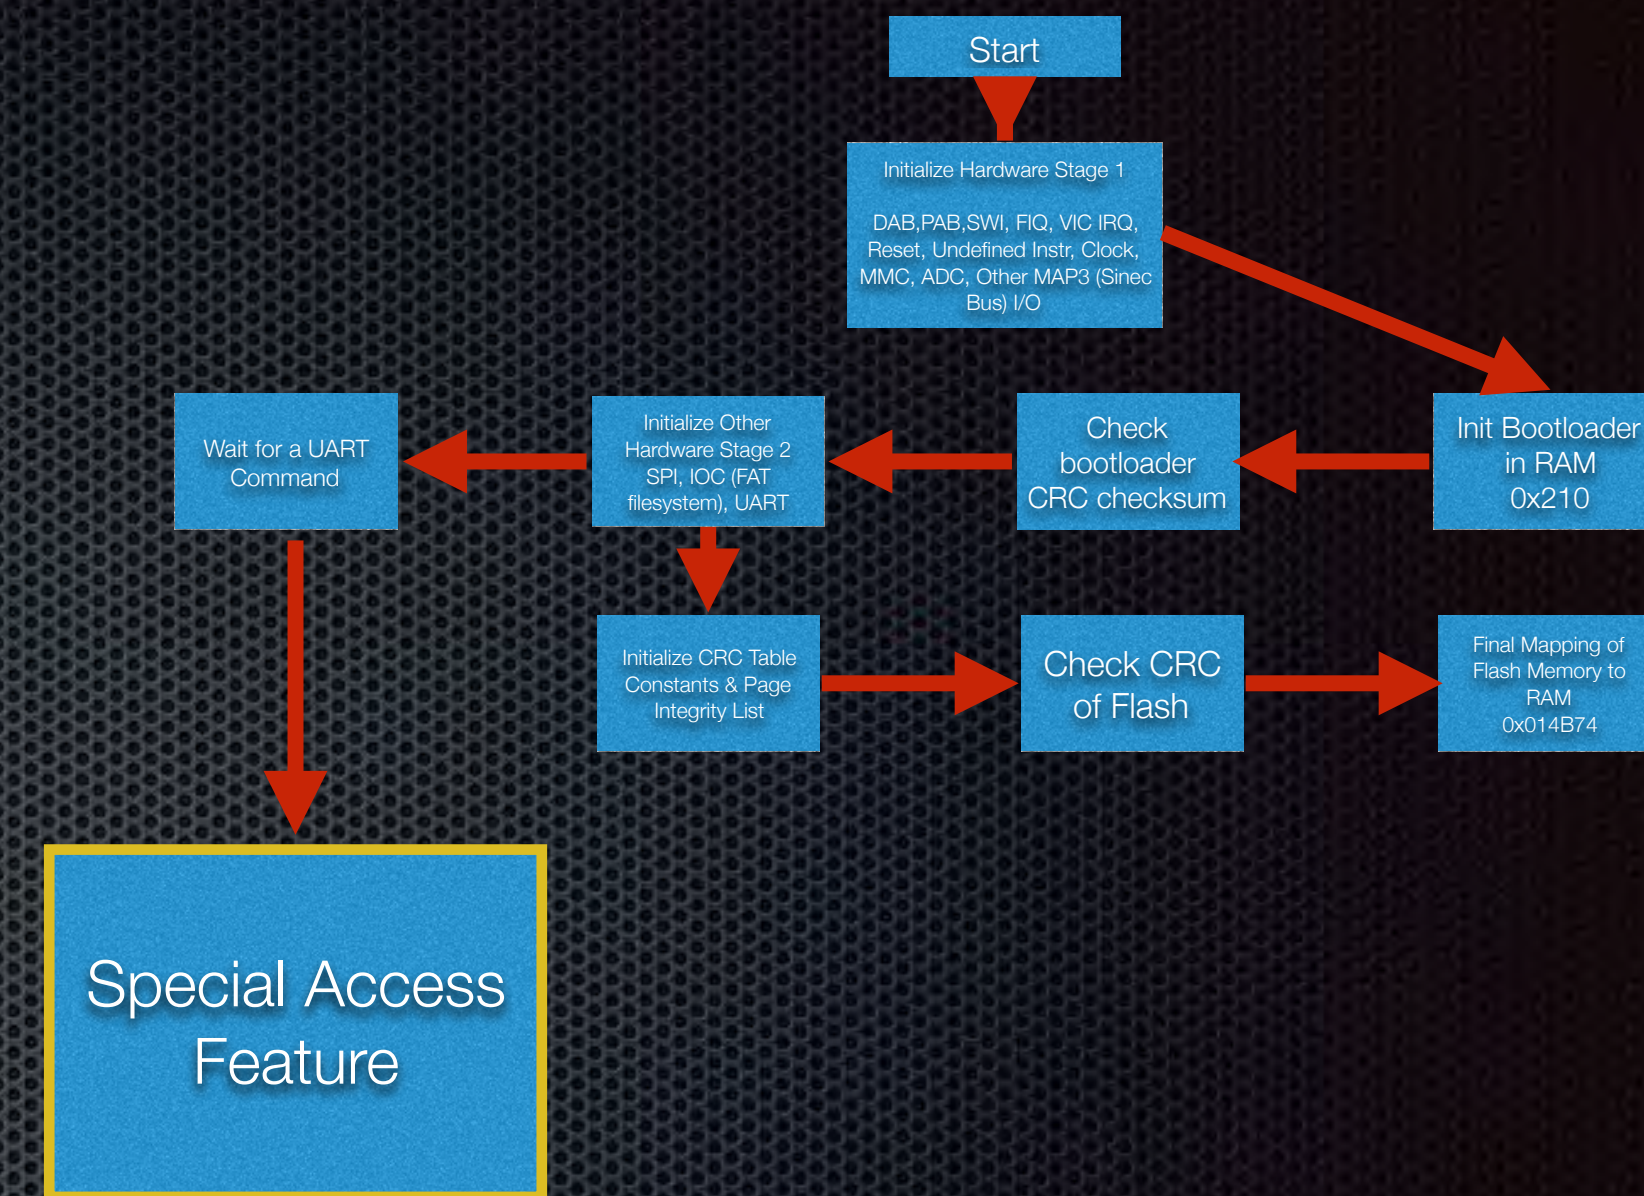 Start
Initialize Hardware Stage 1
DAB,PAB,SWI, FIQ, VIC IRQ,
Reset, Undefined Instr, Clock,
MMC, ADC, Other MAP3 (Sinec
Bus) I/O
Init Bootloader
in RAM
0x210
Check
bootloader
CRC checksum
Initialize Other
Hardware Stage 2
SPI, IOC (FAT
filesystem), UART
Wait for a UART
Command
Initialize CRC Table
Constants & Page
Integrity List
Check CRC
of Flash
Final Mapping of
Flash Memory to
RAM
0x014B74
Special Access
Feature